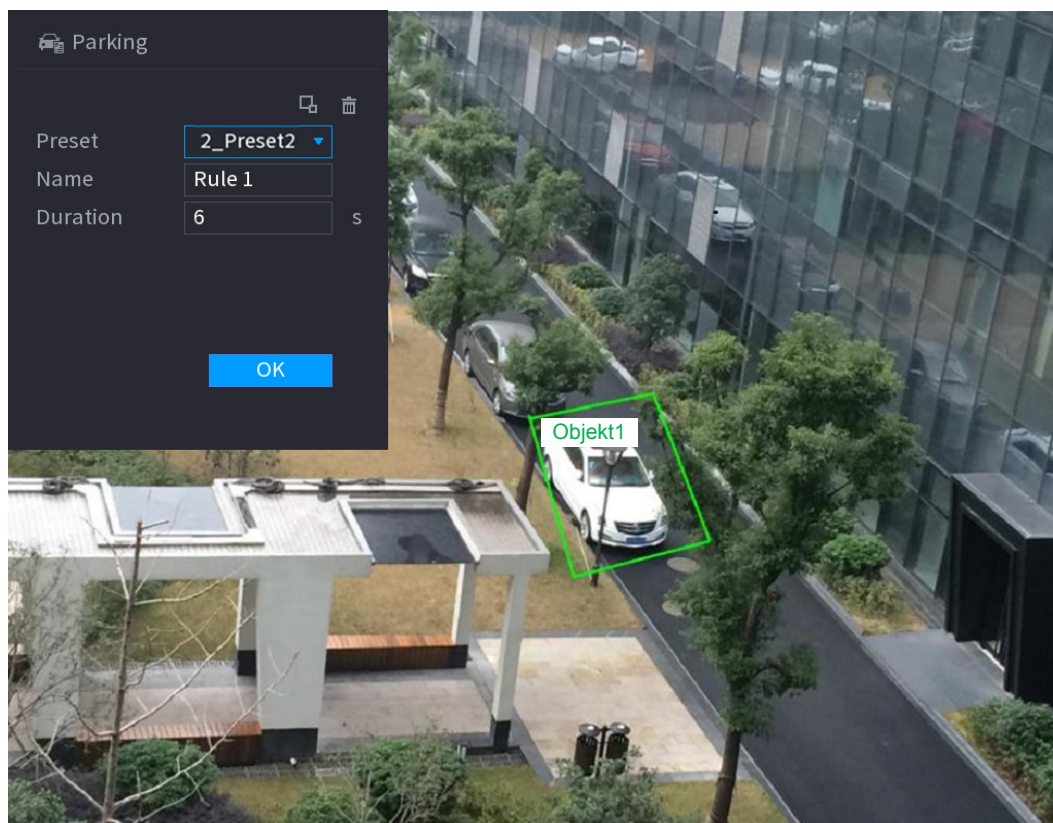 Parking
Preset 2_Preset2
Name Rule 1
Duration 6 s
OK
Objekt1